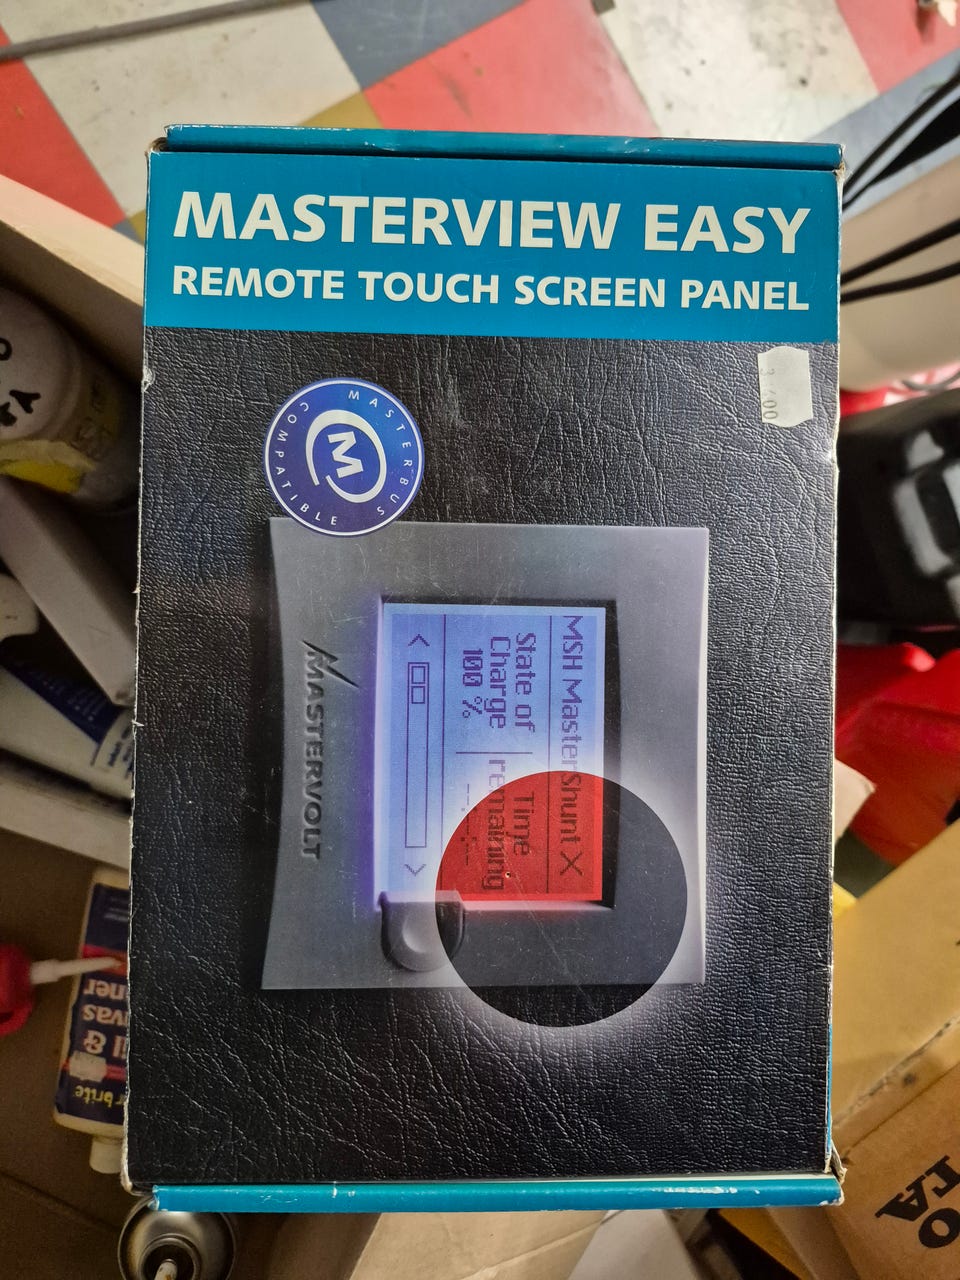 MASTERVIEW EASY
REMOTE TOUCH SCREEN PANEL
MASTERBUS
COMPATIBLE
M
MSH MasterShunt X
State of
Charge
100 %
Time
remaining
--:--
< >
MASTERVOLT
&